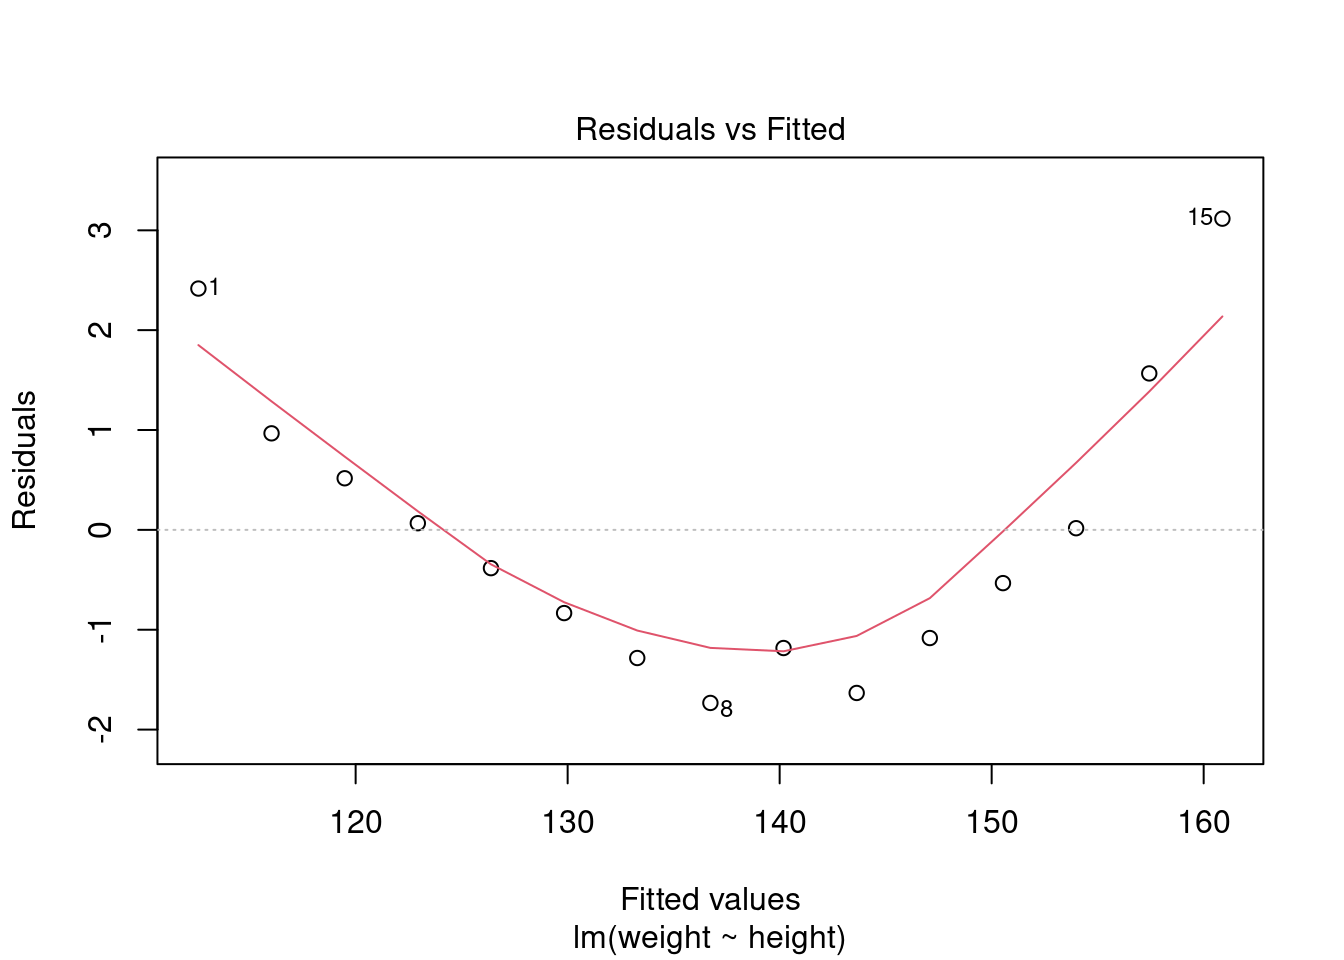 Residuals vs Fitted
Residuals
3
2
1
0
-1
-2
1
15
8
120 130 140 150 160
Fitted values
lm(weight ~ height)